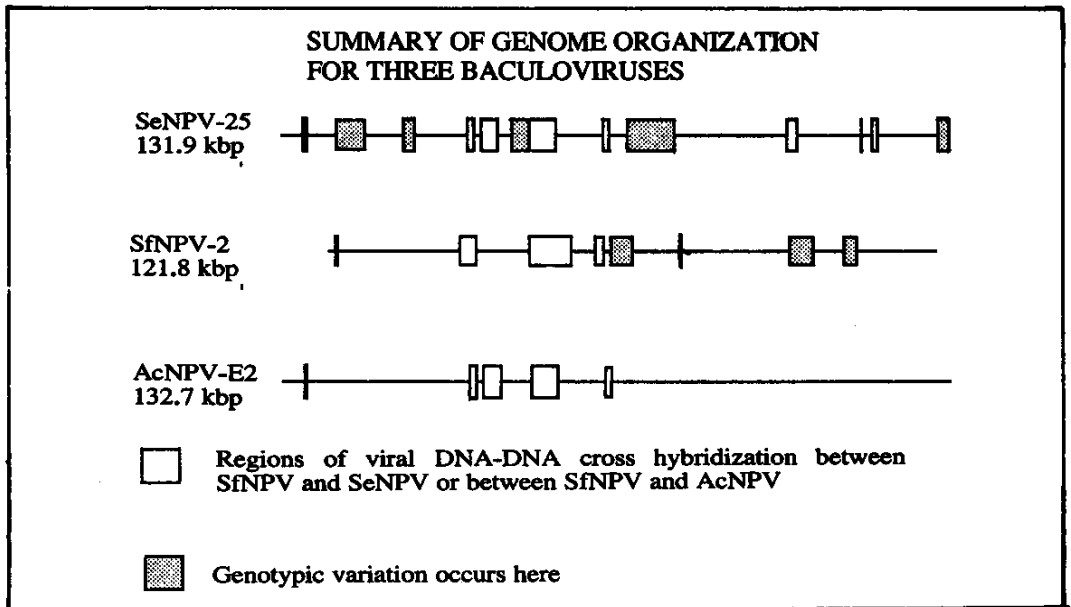 SUMMARY OF GENOME ORGANIZATION
FOR THREE BACULOVIRUSES
SeNPV-25
131.9 kbp
SfNPV-2
121.8 kbp
AcNPV-E2
132.7 kbp
Regions of viral DNA-DNA cross hybridization between
SfNPV and SeNPV or between SfNPV and AcNPV
Genotypic variation occurs here